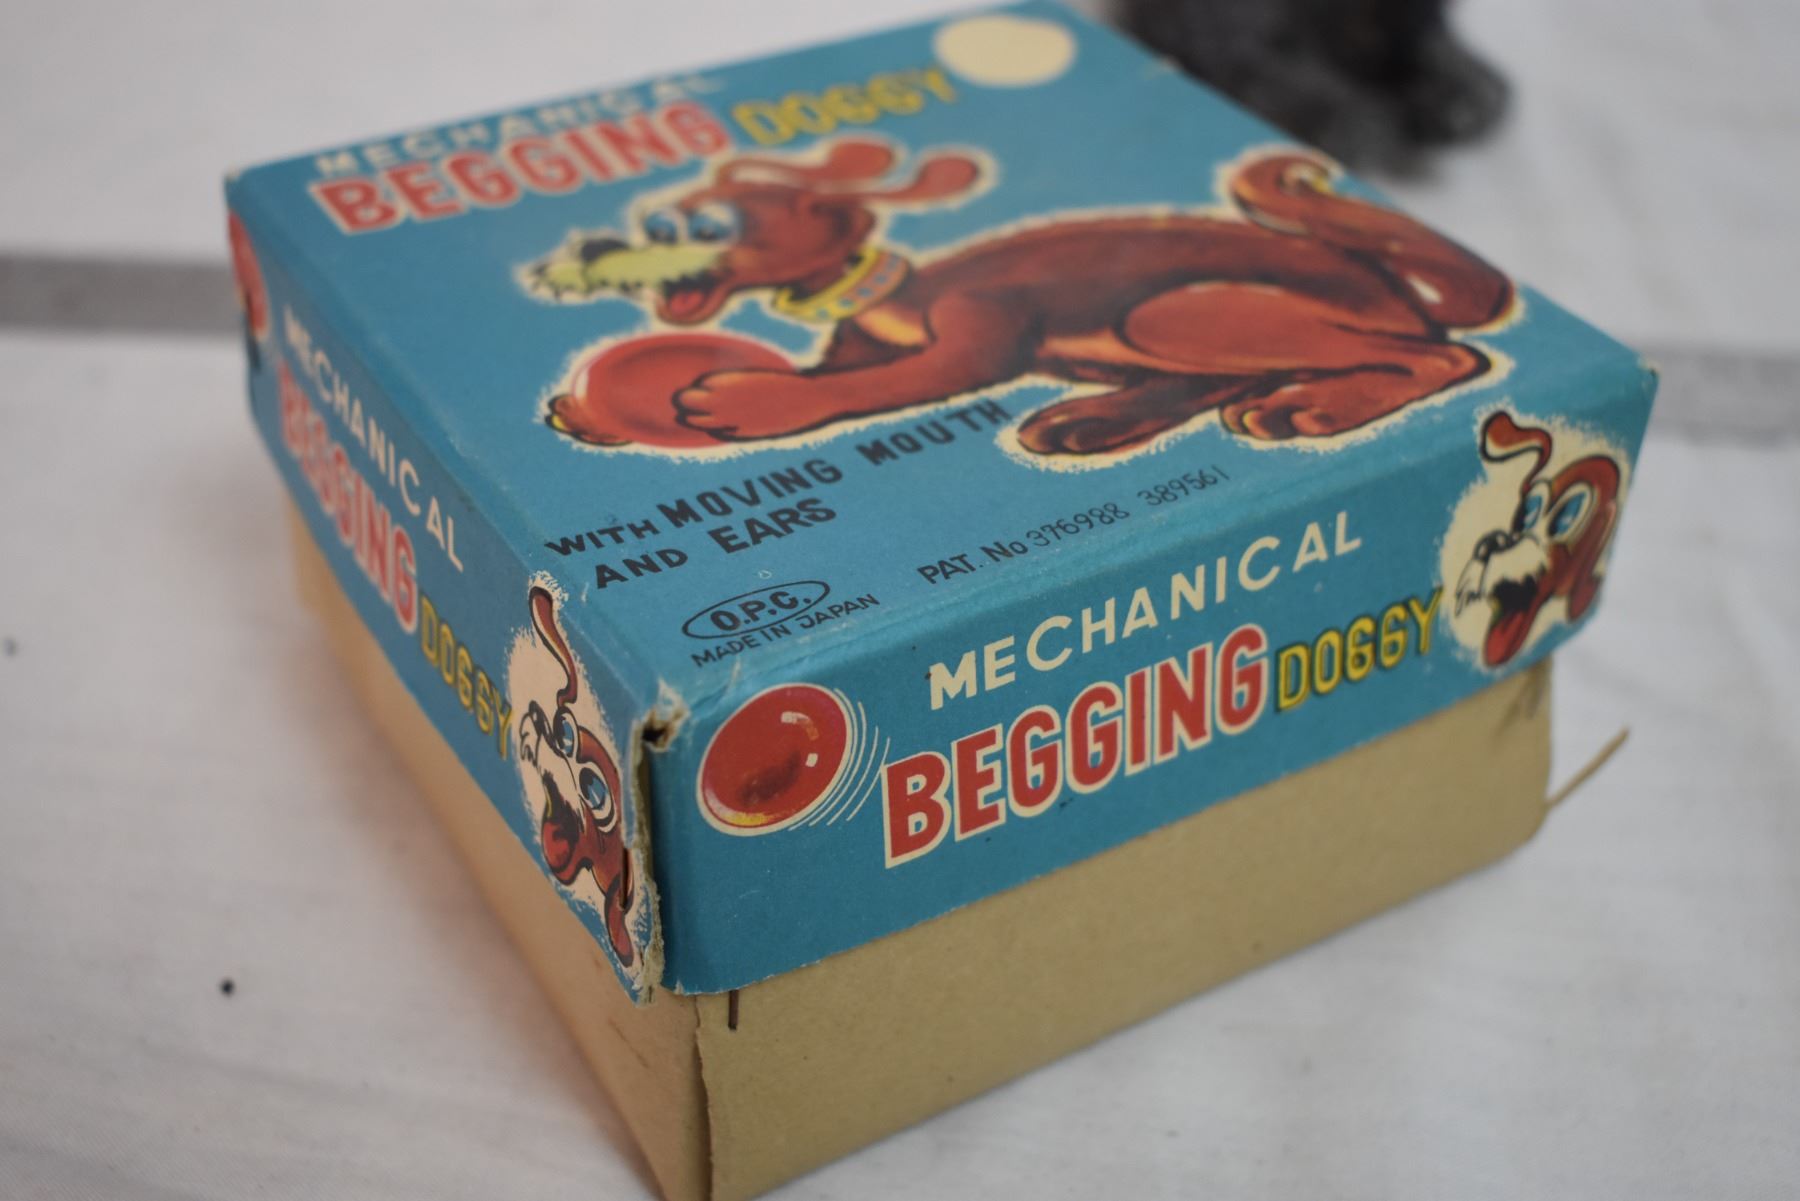 MECHANICAL
BEGGING DOGGY
WITH MOVING MOUTH
AND EARS
O.P.C.
MADE IN JAPAN
PAT. No 376988 389561
MECHANICAL
BEGGING DOGGY
MECHANICAL
BEGGING DOGGY